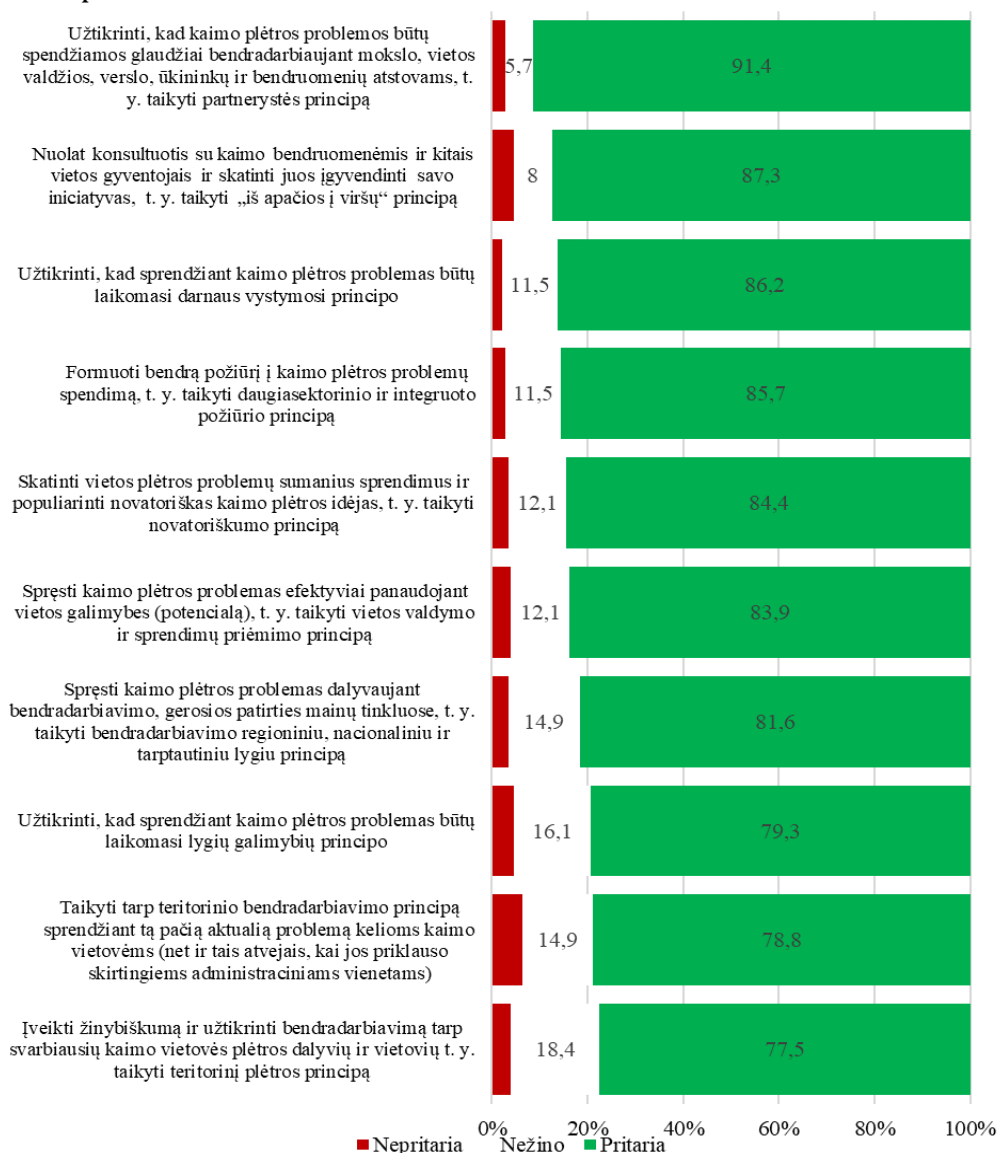 Užtikrinti, kad kaimo plėtros problemos būtų
spendžiamos glaudžiai bendradarbiaujant mokslo, vietos
valdžios, verslo, ūkininkų ir bendruomenių atstovams, t.
y. taikyti partnerystės principą
5,7
91,4
Nuolat konsultuotis su kaimo bendruomenėmis ir kitais
vietos gyventojais ir skatinti juos įgyvendinti savo
iniciatyvas, t. y. taikyti „iš apačios į viršų“ principą
8
87,3
Užtikrinti, kad sprendžiant kaimo plėtros problemas būtų
laikomasi darnaus vystymosi principo
11,5
86,2
Formuoti bendrą požiūrį į kaimo plėtros problemų
spendimą, t. y. taikyti daugiasektorinio ir integruoto
požiūrio principą
11,5
85,7
Skatinti vietos plėtros problemų sumanius sprendimus ir
populiarinti novatoriškas kaimo plėtros idėjas, t. y. taikyti
novatoriškumo principą
12,1
84,4
Spręsti kaimo plėtros problemas efektyviai panaudojant
vietos galimybes (potencialą), t. y. taikyti vietos valdymo
ir sprendimų priėmimo principą
12,1
83,9
Spręsti kaimo plėtros problemas dalyvaujant
bendradarbiavimo, gerosios patirties mainų tinkluose, t. y.
taikyti bendradarbiavimo regioniniu, nacionaliniu ir
tarptautiniu lygiu principą
14,9
81,6
Užtikrinti, kad sprendžiant kaimo plėtros problemas būtų
laikomasi lygių galimybių principo
16,1
79,3
Taikyti tarp teritorinio bendradarbiavimo principą
sprendžiant tą pačią aktualią problemą kelioms kaimo
vietovėms (net ir tais atvejais, kai jos priklauso
skirtingiems administraciniams vienetams)
14,9
78,8
Įveikti žinybiškumą ir užtikrinti bendradarbiavimą tarp
svarbiausių kaimo vietovės plėtros dalyvių ir vietovių t. y.
taikyti teritorinį plėtros principą
18,4
77,5
0% 20% 40% 60% 80% 100%
Nepritaria Nežino Pritaria